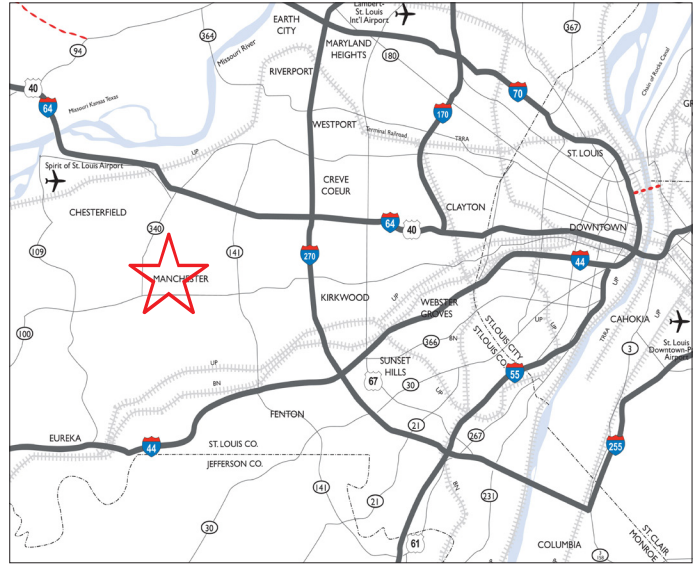 Lambert-
St. Louis
Int'l Airport
EARTH
CITY
364
94
367
Missouri River
MARYLAND
HEIGHTS
180
Chain of Rocks Canal
RIVERPORT
40
64
70
Missouri Kansas Texas
170
WESTPORT
Terminal Railroad
TRRA
UP
ST. LOUIS
Spirit of St. Louis Airport
CREVE
COEUR
CHESTERFIELD
CLAYTON
340
64
40
DOWNTOWN
109
141
270
44
MANCHESTER
UP
KIRKWOOD
UP
WEBSTER
GROVES
CAHOKIA
100
ST.LOUIS CITY
ST.LOUIS CO.
UP
UP
TRRA
St. Louis
Downtown-P
Airport
366
BN
3
UP
SUNSET
HILLS
BN
67
30
55
UP
FENTON
21
267
EUREKA
44
ST. LOUIS CO.
255
JEFFERSON CO.
141
BN
231
21
30
ST. CLAIR
MONROE
61
COLUMBIA